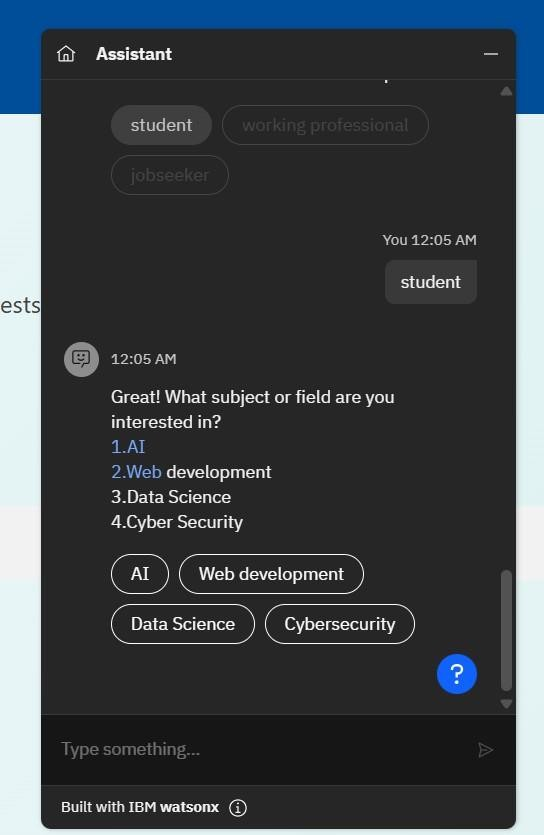 Assistant
student
working professional
jobseeker
You 12:05 AM
student
ests
12:05 AM
Great! What subject or field are you
interested in?
1.AI
2.Web development
3.Data Science
4.Cyber Security
AI
Web development
Data Science
Cybersecurity
?
Type something...
Built with IBM watsonx